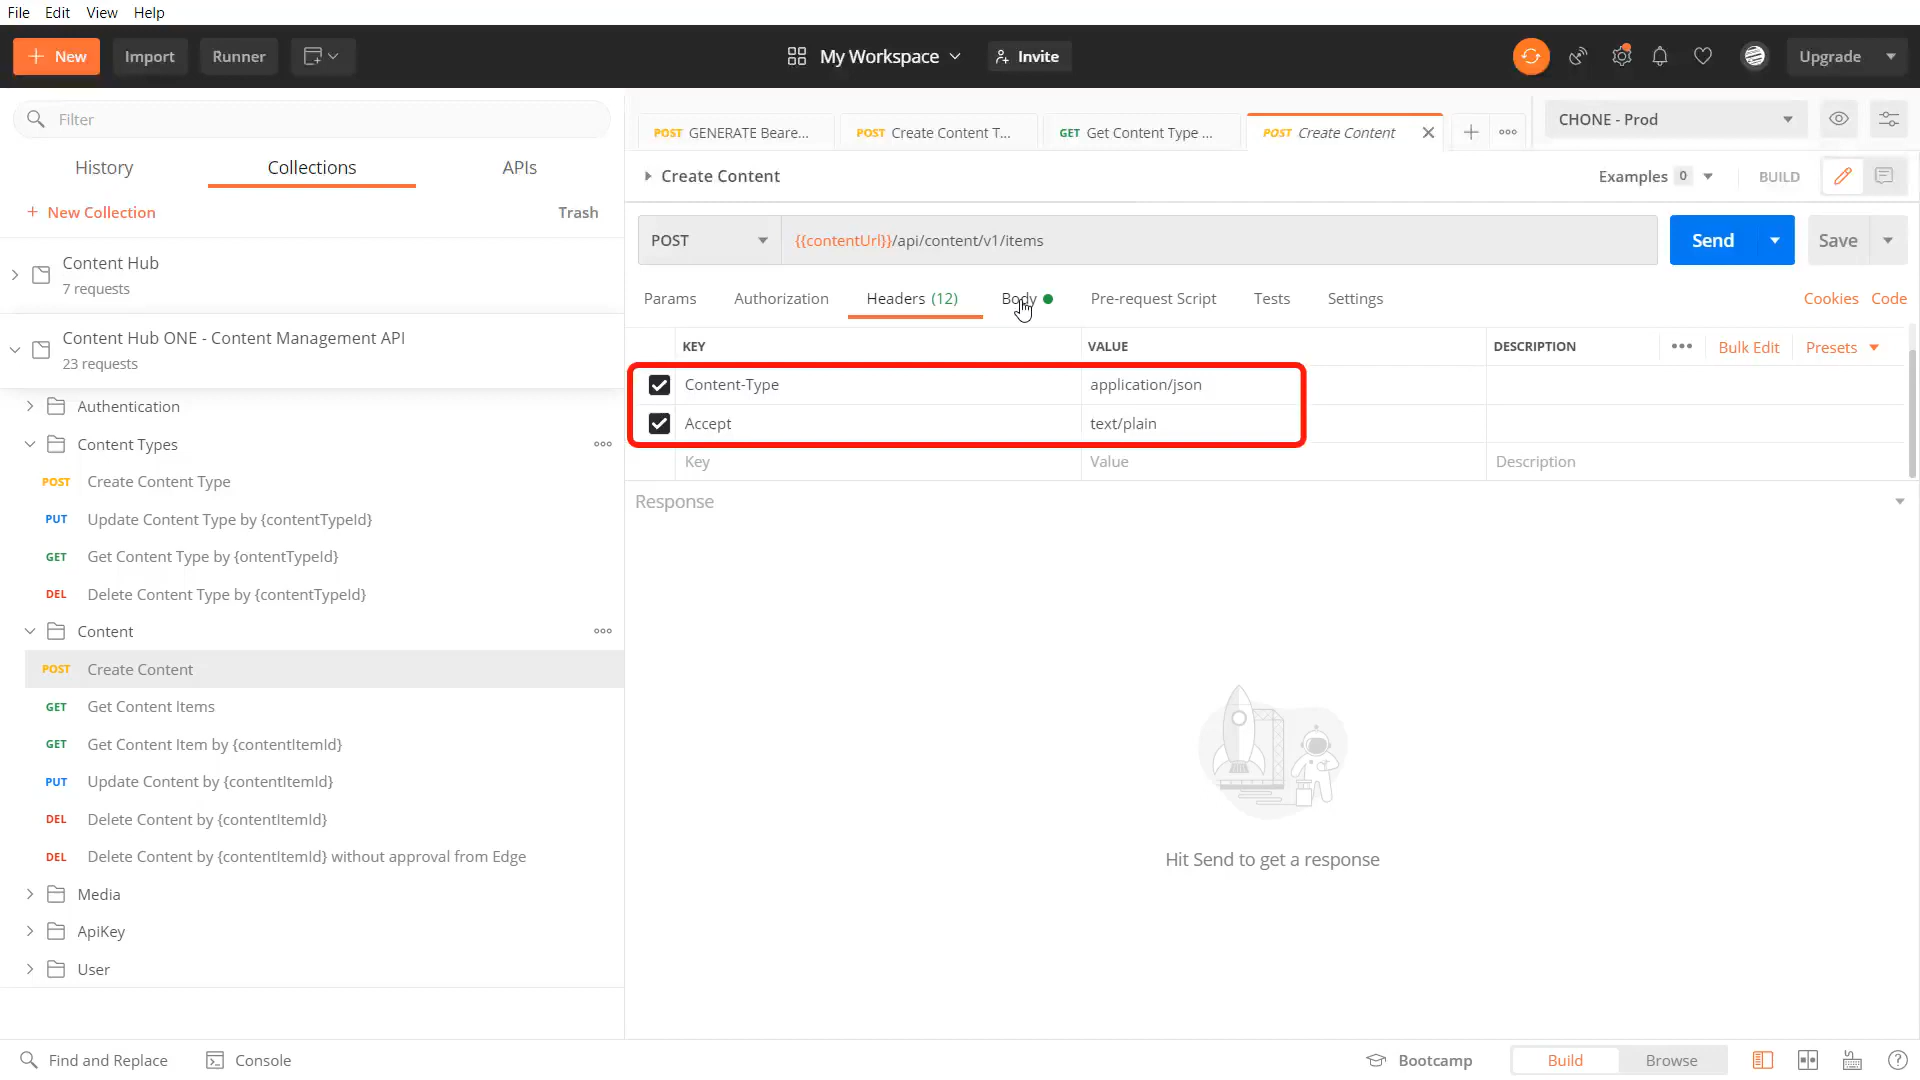 File Edit View Help
New Import Runner My Workspace Invite Upgrade
Filter
History Collections APIs
+ New Collection Trash
Content Hub
7 requests
Content Hub ONE - Content Management API
23 requests
Authentication
Content Types
POST Create Content Type
PUT Update Content Type by {contentTypeId}
GET Get Content Type by {ontentTypeId}
DEL Delete Content Type by {contentTypeId}
Content
POST Create Content
GET Get Content Items
GET Get Content Item by {contentItemId}
PUT Update Content by {contentItemId}
DEL Delete Content by {contentItemId}
DEL Delete Content by {contentItemId} without approval from Edge
Media
ApiKey
User
POST GENERATE Beare... POST Create Content T... GET Get Content Type ... POST Create Content CHONE - Prod
Create Content Examples 0 BUILD
POST {{contentUrl}}/api/content/v1/items Send Save
Params Authorization Headers (12) Body Pre-request Script Tests Settings Cookies Code
KEY VALUE DESCRIPTION Bulk Edit Presets
Content-Type application/json
Accept text/plain
Key Value Description
Response
Hit Send to get a response
Find and Replace Console Bootcamp Build Browse